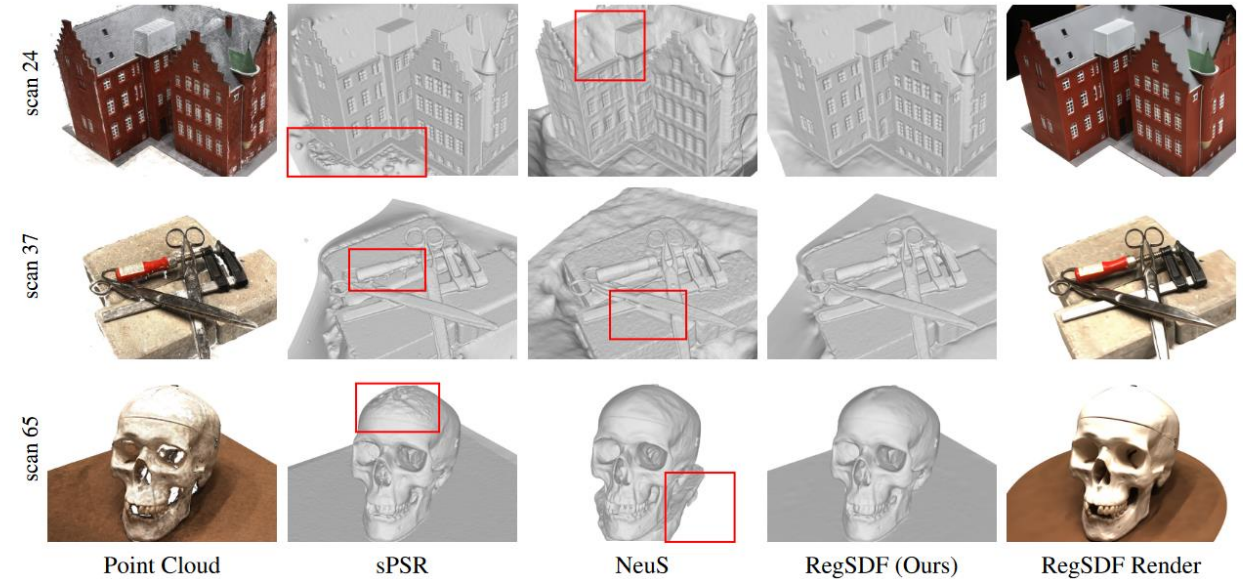 scan 24
scan 37
scan 65
Point Cloud
sPSR
NeuS
RegSDF (Ours)
RegSDF Render